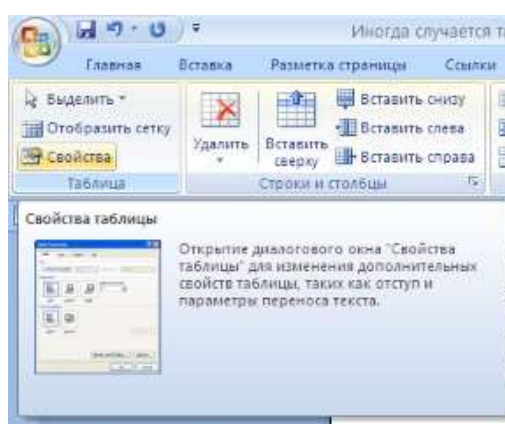 Иногда случается т
Главная Вставка Разметка страницы Ссылки
Выделить
Отобразить сетку
Свойства
Таблица
Удалить
Вставить сверху
Вставить снизу
Вставить слева
Вставить справа
Строки и столбцы
Свойства таблицы
Открытие диалогового окна "Свойства
таблицы" для изменения дополнительных
свойств таблицы, таких как отступ и
параметры переноса текста.